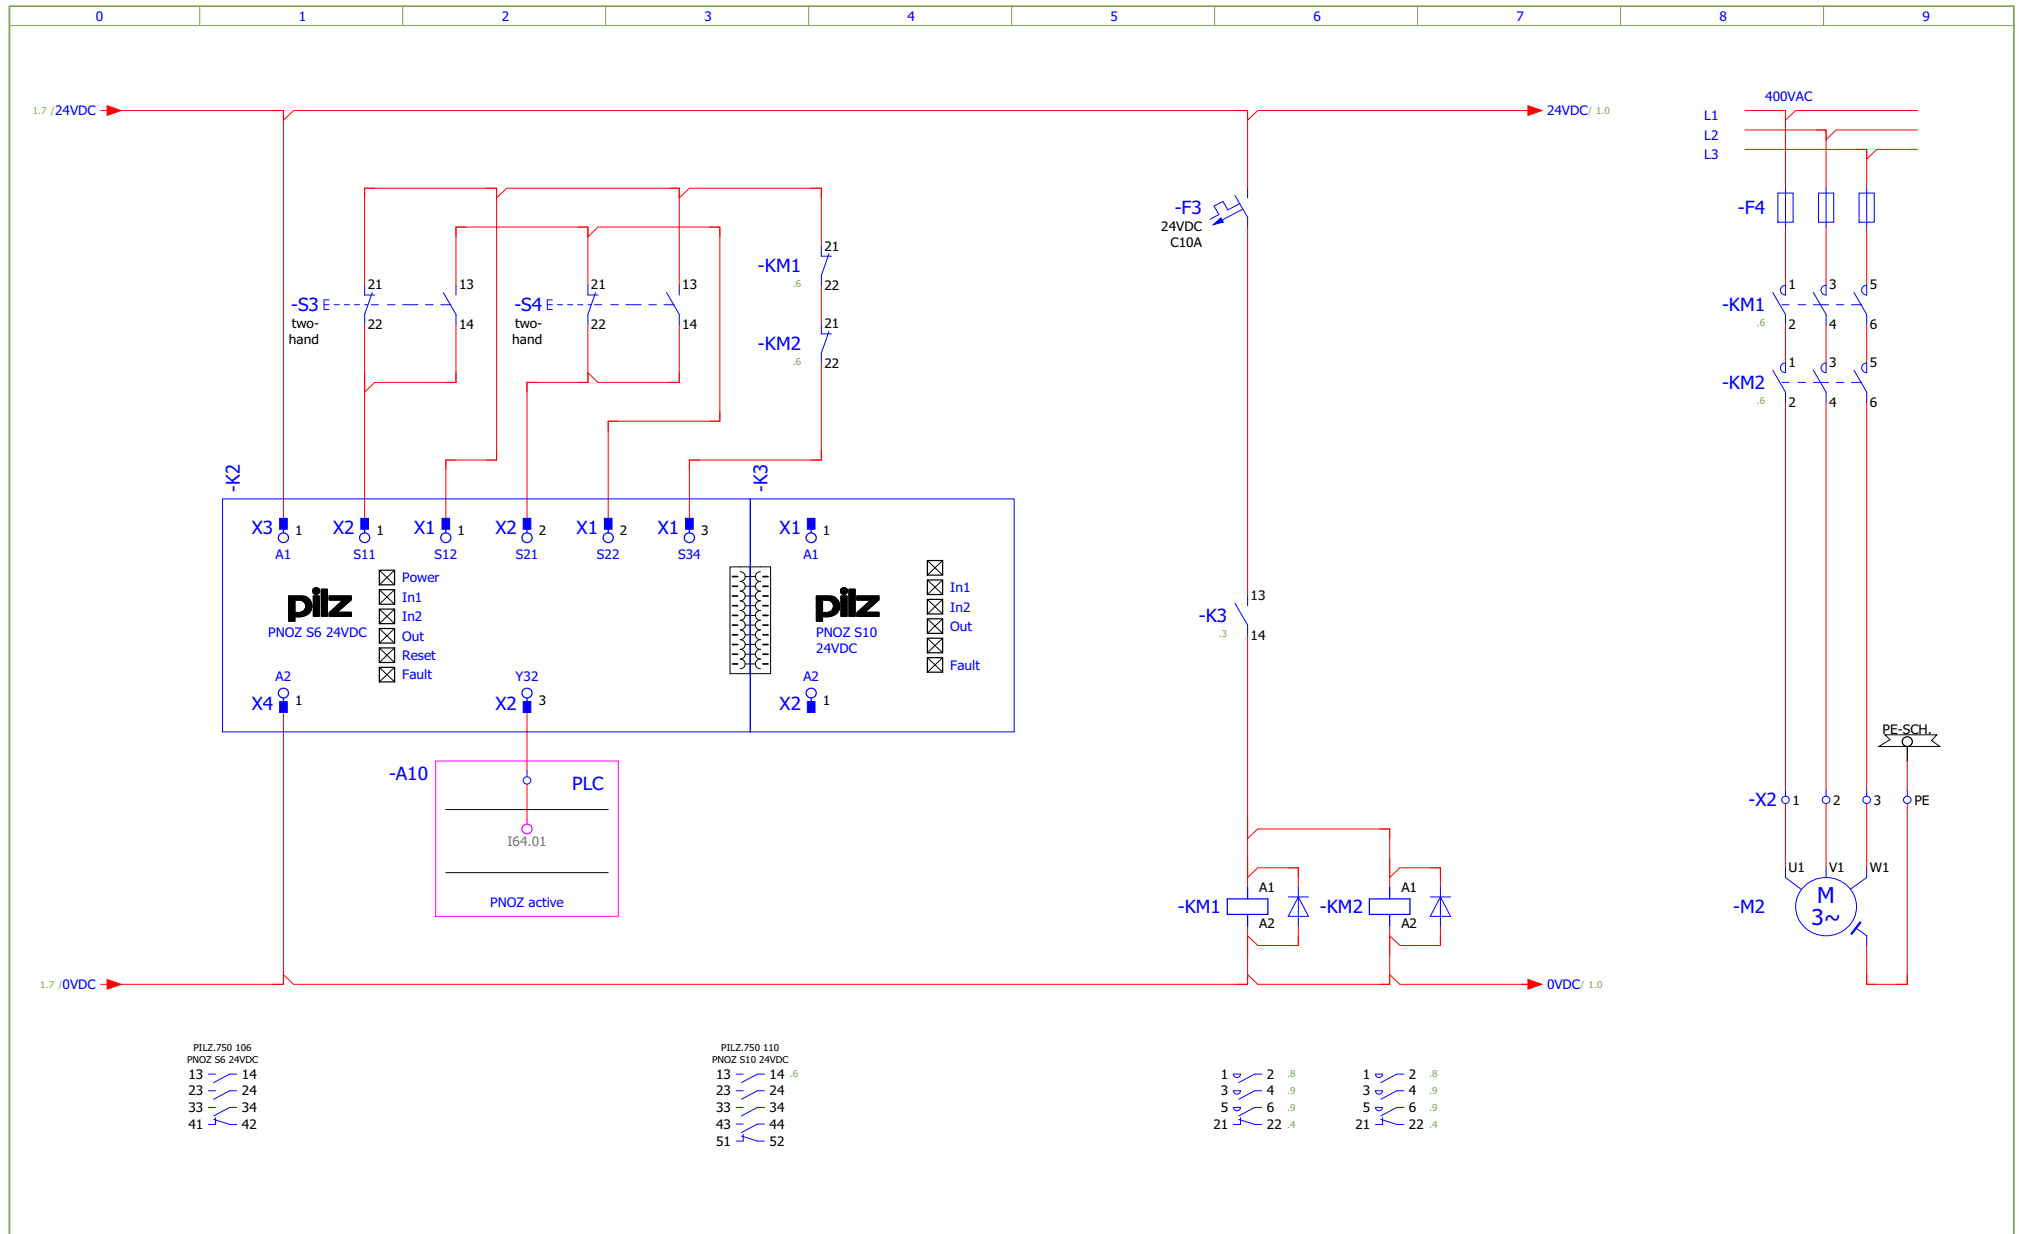 0 1 2 3 4 5 6 7 8 9
1.7 /24VDC
24VDC/ 1.0
400VAC
L1
L2
L3
-F3
24VDC
C10A
-F4
-S3
two-
hand
21
22
13
14
-S4
two-
hand
21
22
13
14
-KM1
.6
21
22
-KM2
.6
21
22
-KM1
.6
1 3 5
2 4 6
-KM2
.6
1 3 5
2 4 6
-K2
-K3
X3 1
A1
X2 1
S11
X1 1
S12
X2 2
S21
X1 2
S22
X1 3
S34
X1 1
A1
pilz
PNOZ S6 24VDC
Power
In1
In2
Out
Reset
Fault
pilz
PNOZ S10
24VDC
In1
In2
Out
Fault
A2
X4 1
Y32
X2 3
A2
X2 1
-K3
.3
13
14
-A10
PLC
I64.01
PNOZ active
PE-SCH.
-X2 1 2 3 PE
-KM1
A1
A2
-KM2
A1
A2
U1 V1 W1
-M2
M
3~
1.7 /0VDC
0VDC/ 1.0
PILZ.750 106
PNOZ S6 24VDC
13 14
23 24
33 34
41 42
PILZ.750 110
PNOZ S10 24VDC
13 14 .6
23 24
33 34
43 44
51 52
1 2 .8
3 4 .9
5 6 .9
21 22 .4
1 2 .8
3 4 .9
5 6 .9
21 22 .4